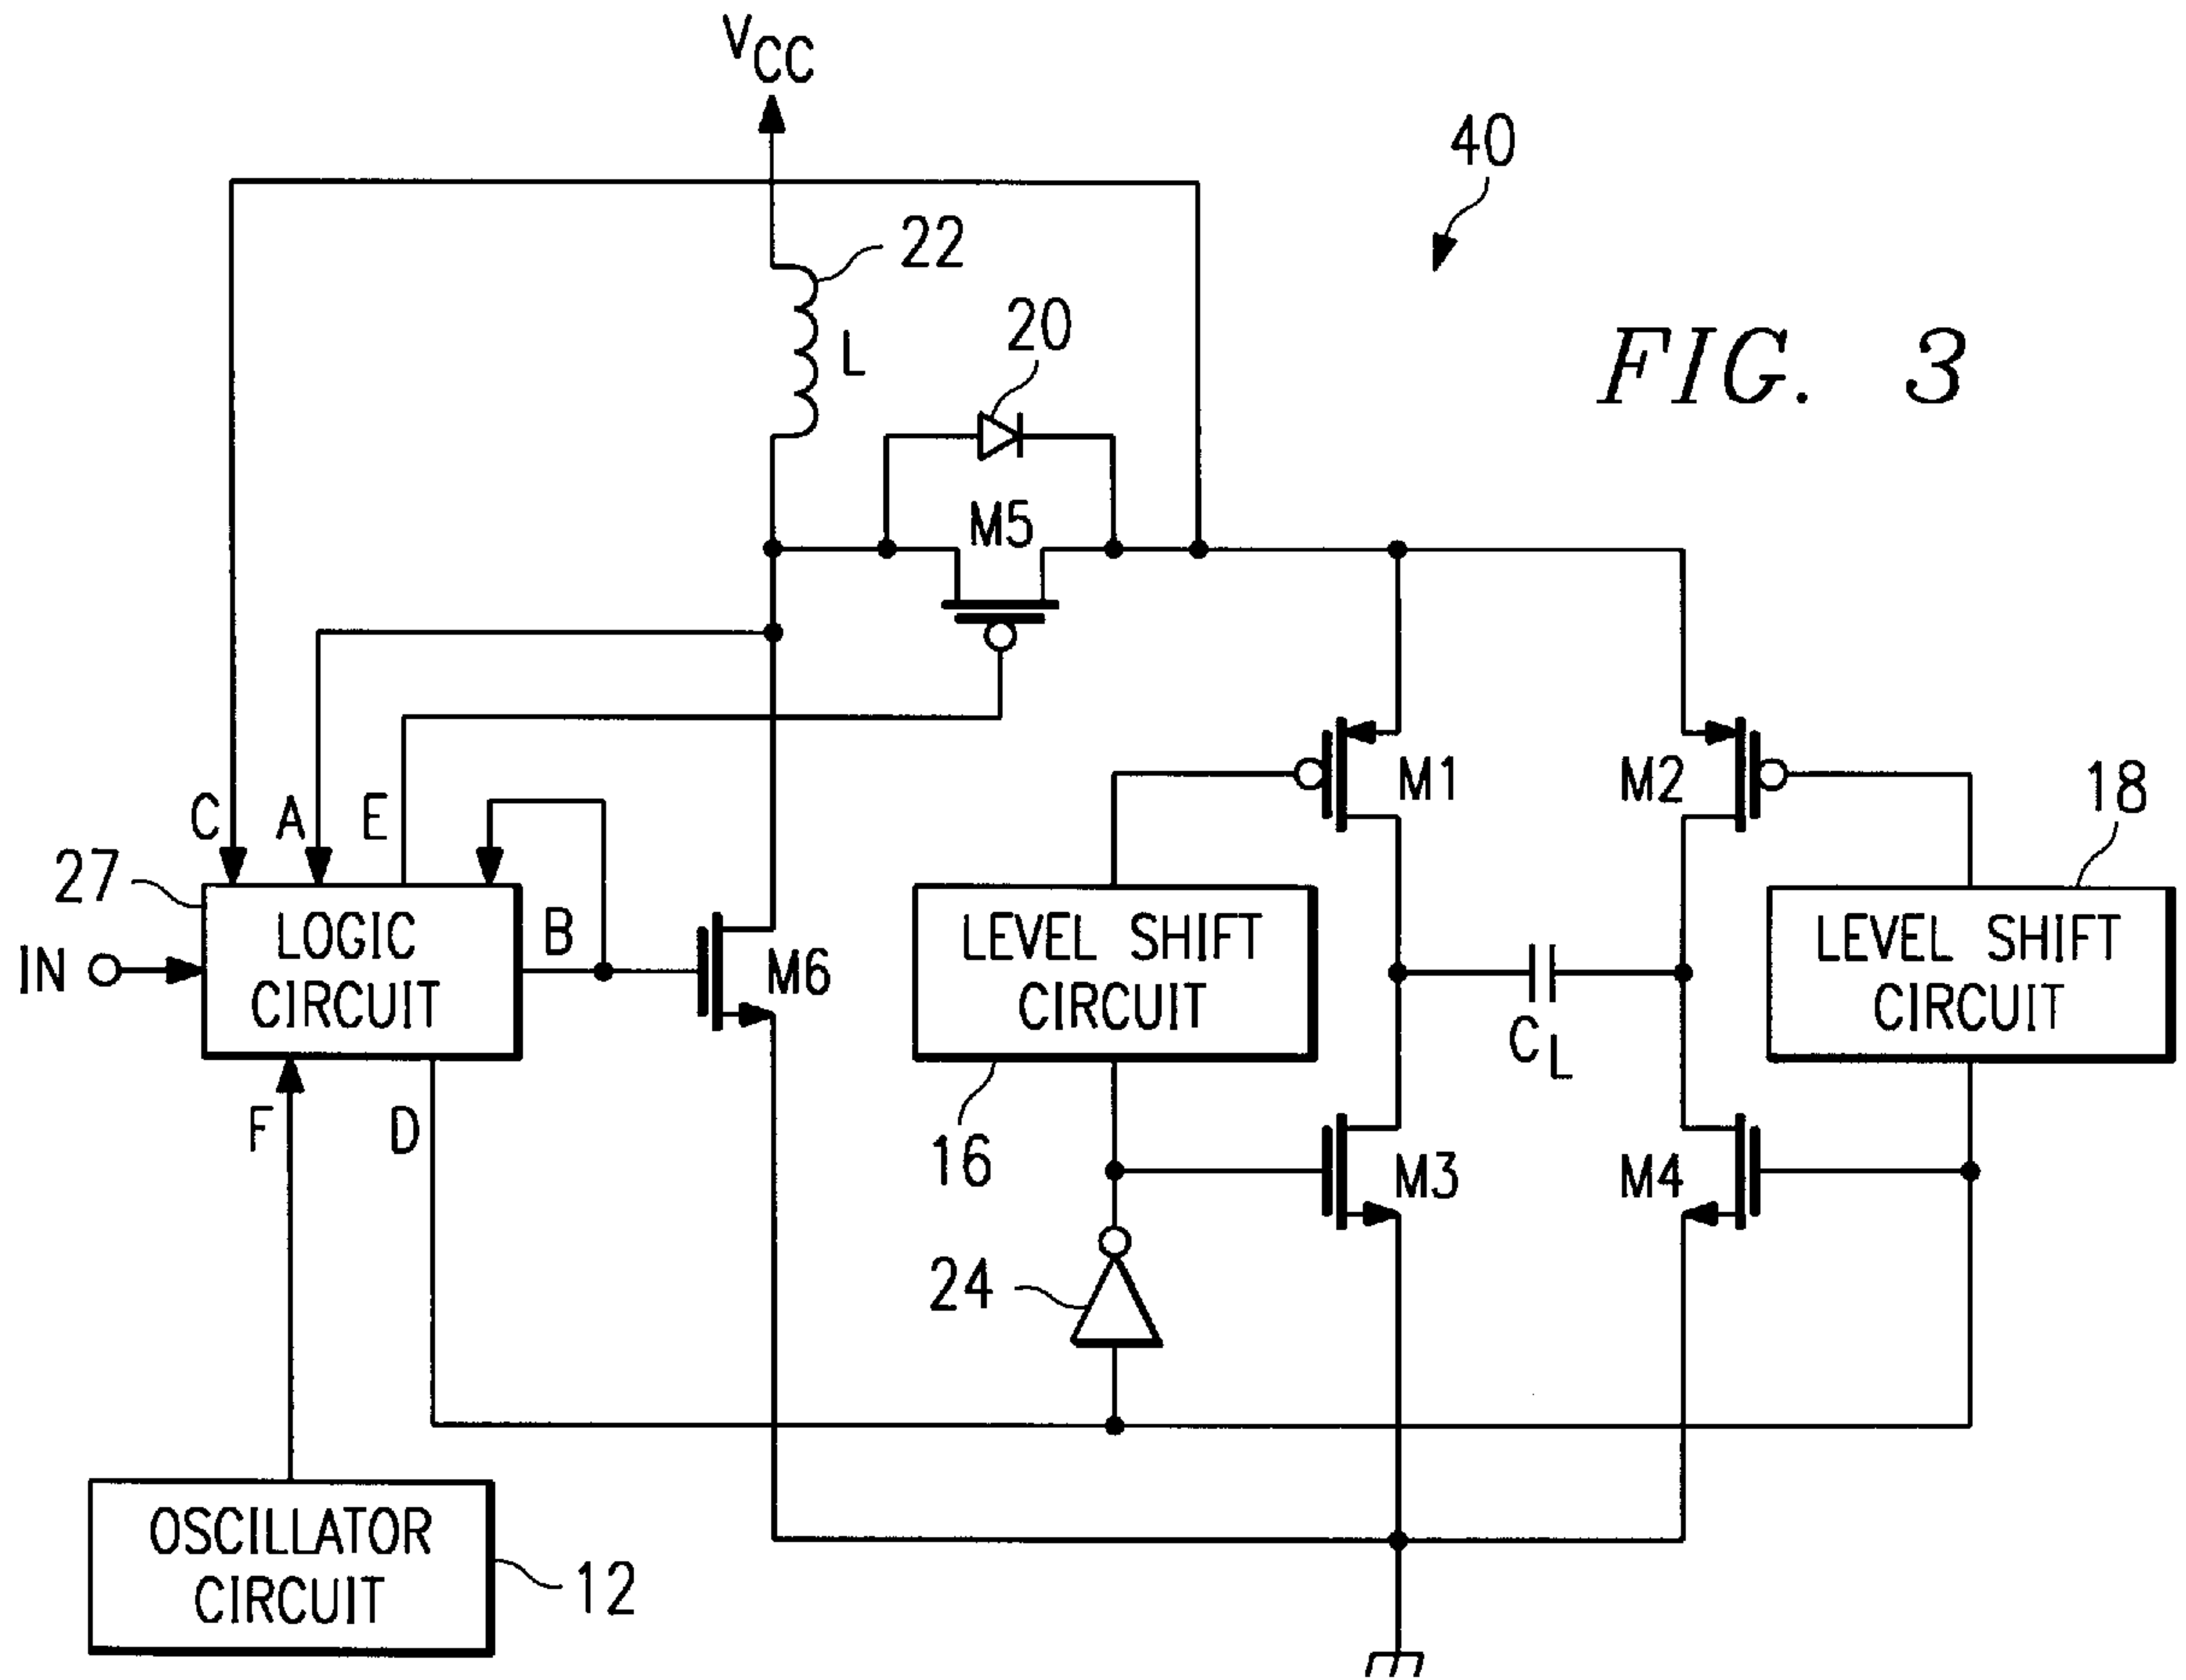 VCC
40
22
20
L
FIG. 3
M5
C
A
E
M1
M2
18
27
LOGIC
CIRCUIT
B
IN
M6
LEVEL SHIFT
CIRCUIT
LEVEL SHIFT
CIRCUIT
CL
F
D
16
M3
M4
24
OSCILLATOR
CIRCUIT
12